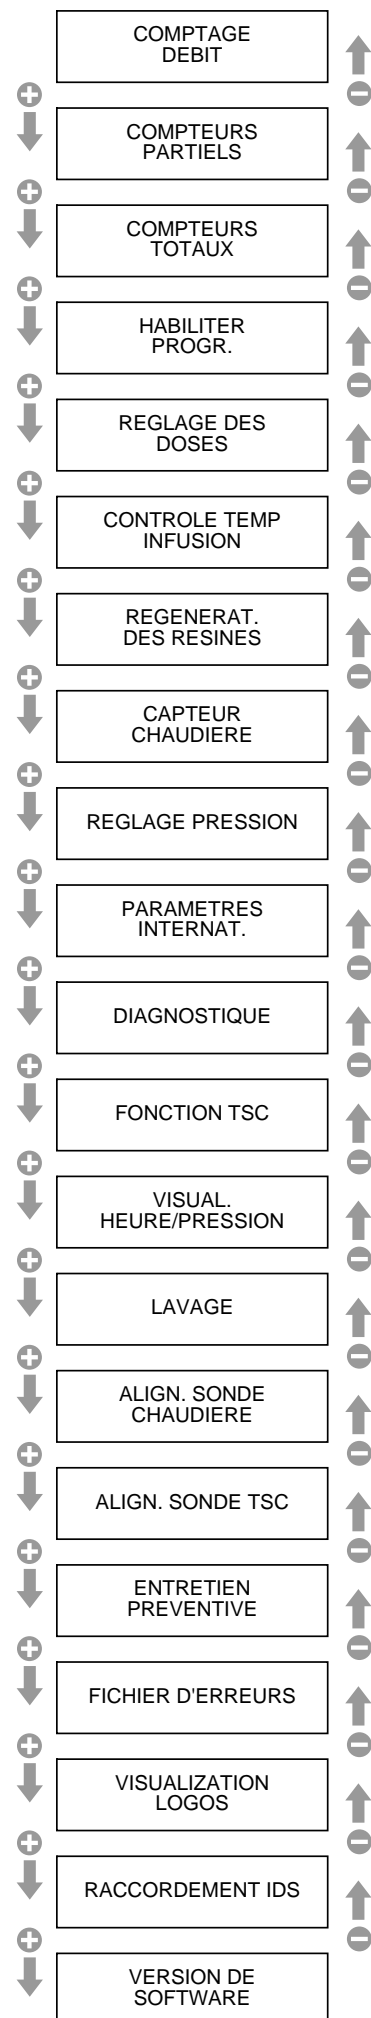 COMPTAGE
DEBIT
COMPTEURS
PARTIELS
COMPTEURS
TOTAUX
HABILITER
PROGR.
REGLAGE DES
DOSES
CONTROLE TEMP
INFUSION
REGENERAT.
DES RESINES
CAPTEUR
CHAUDIERE
REGLAGE PRESSION
PARAMETRES
INTERNAT.
DIAGNOSTIQUE
FONCTION TSC
VISUAL.
HEURE/PRESSION
LAVAGE
ALIGN. SONDE
CHAUDIERE
ALIGN. SONDE TSC
ENTRETIEN
PREVENTIVE
FICHIER D'ERREURS
VISUALIZATION
LOGOS
RACCORDEMENT IDS
VERSION DE
SOFTWARE